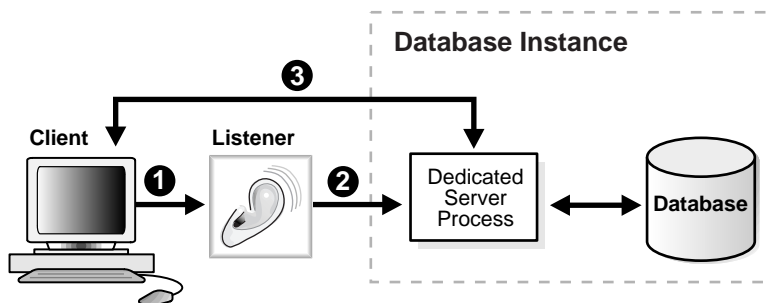 Database Instance
3
Client
Listener
1
2
Dedicated
Server
Process
Database